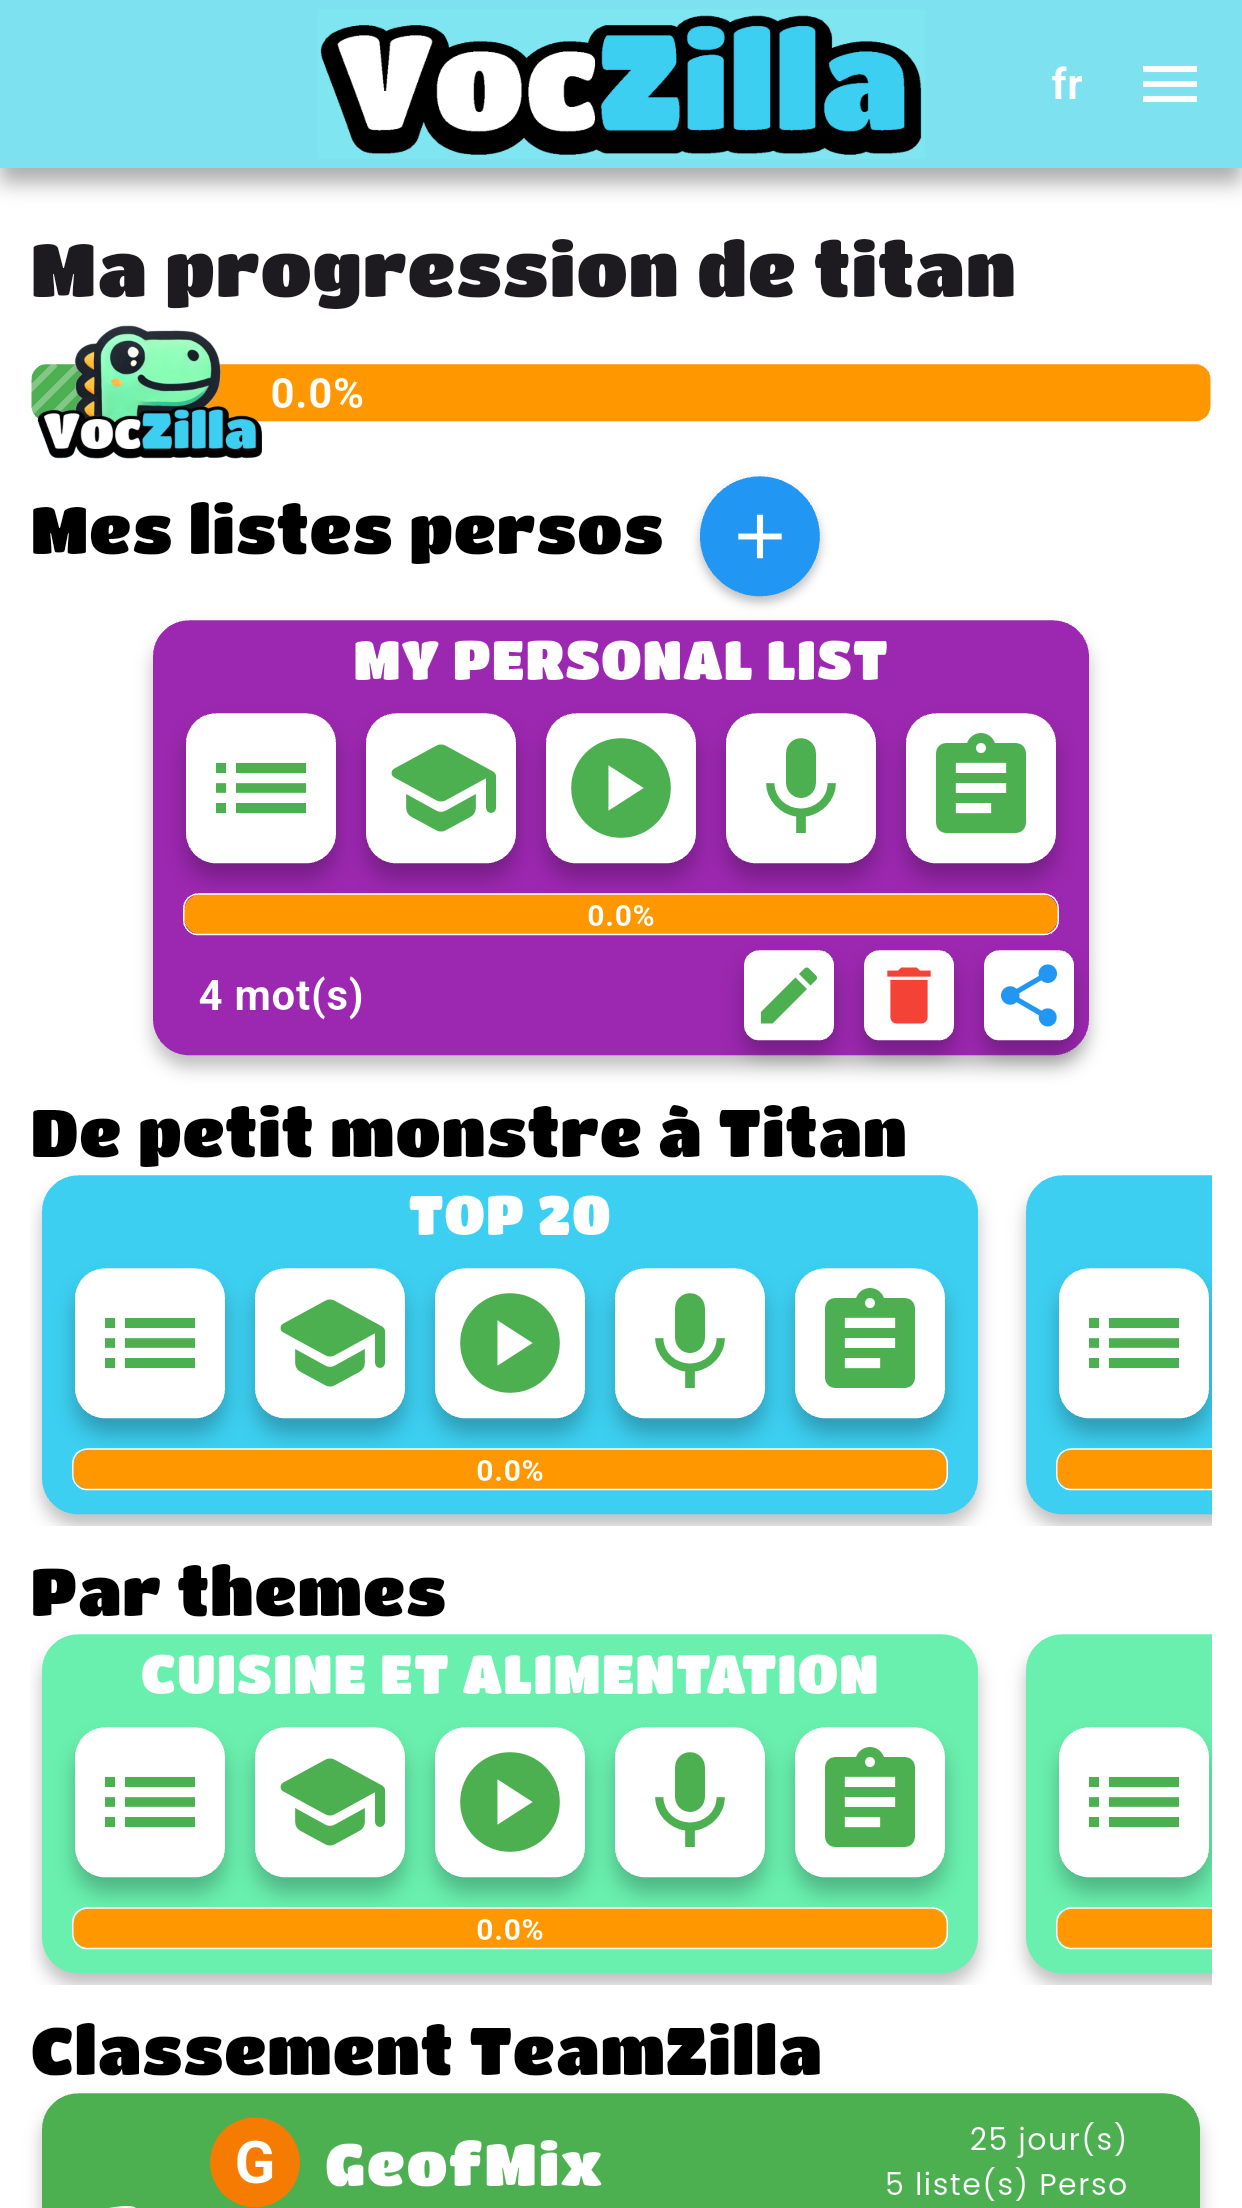 VocZilla
fr
Ma progression de titan
0.0%
VocZilla
Mes listes persos
MY PERSONAL LIST
0.0%
4 mot(s)
De petit monstre à Titan
TOP 20
0.0%
Par themes
CUISINE ET ALIMENTATION
0.0%
Classement TeamZilla
G
GeofMix
25 jour(s)
5 liste(s) Perso